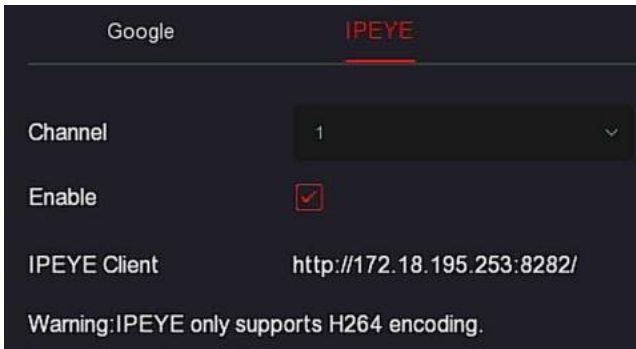 Google IPEYE
Channel 1
Enable
IPEYE Client http://172.18.195.253:8282/
Warning:IPEYE only supports H264 encoding.